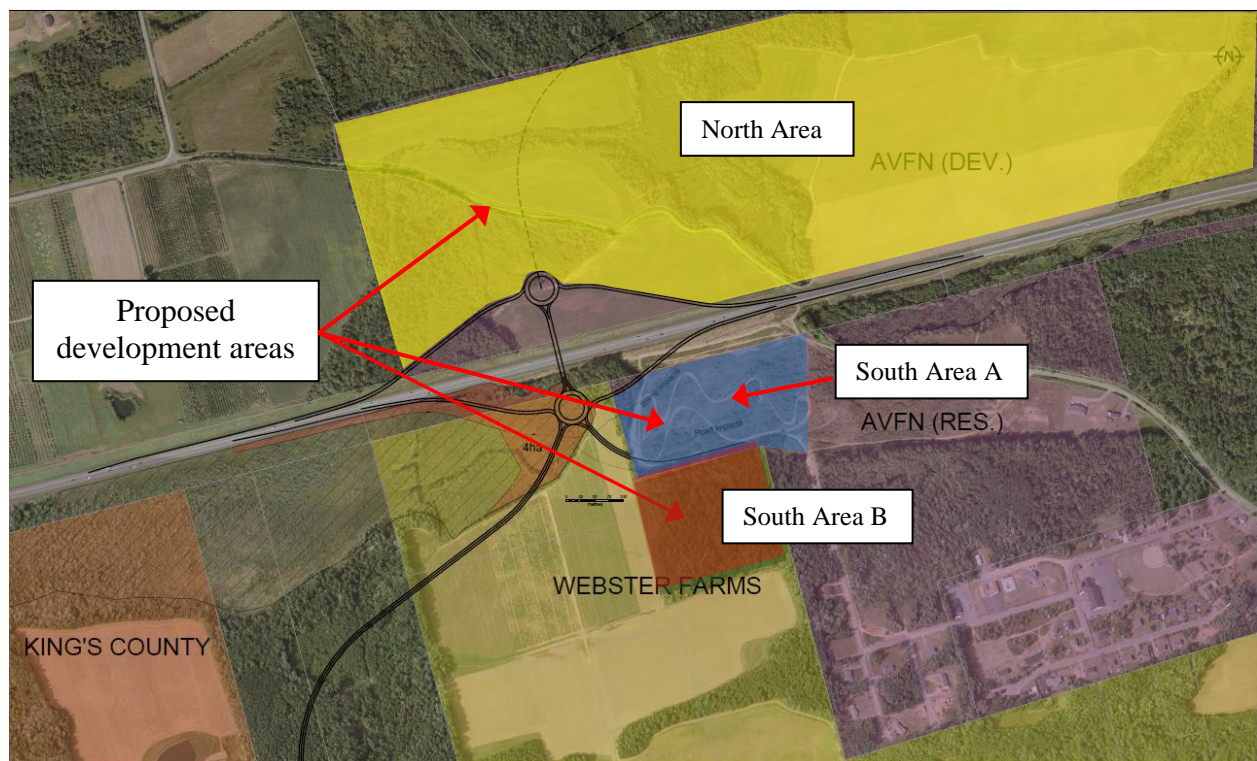 N
North Area
AVFN (DEV.)
Proposed
development areas
South Area A
Road Impacts
AVFN (RES.)
4ha
South Area B
WEBSTER FARMS
KING'S COUNTY